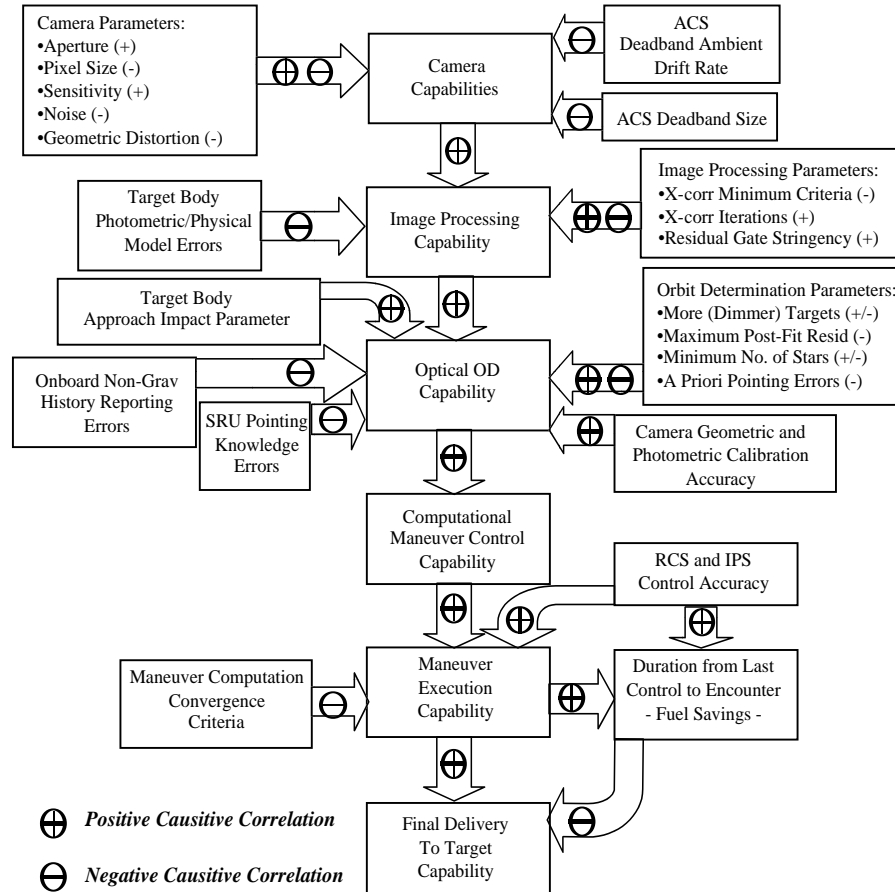 Camera Parameters:
•Aperture (+)
•Pixel Size (-)
•Sensitivity (+)
•Noise (-)
•Geometric Distortion (-)
Camera
Capabilities
ACS
Deadband Ambient
Drift Rate
ACS Deadband Size
Target Body
Photometric/Physical
Model Errors
Image Processing
Capability
Image Processing Parameters:
•X-corr Minimum Criteria (-)
•X-corr Iterations (+)
•Residual Gate Stringency (+)
Target Body
Approach Impact Parameter
Orbit Determination Parameters:
•More (Dimmer) Targets (+/-)
•Maximum Post-Fit Resid (-)
•Minimum No. of Stars (+/-)
•A Priori Pointing Errors (-)
Onboard Non-Grav
History Reporting
Errors
Optical OD
Capability
SRU Pointing
Knowledge
Errors
Camera Geometric and
Photometric Calibration
Accuracy
Computational
Maneuver Control
Capability
RCS and IPS
Control Accuracy
Maneuver Computation
Convergence
Criteria
Maneuver
Execution
Capability
Duration from Last
Control to Encounter
- Fuel Savings -
Final Delivery
To Target
Capability
Positive Causitive Correlation
Negative Causitive Correlation